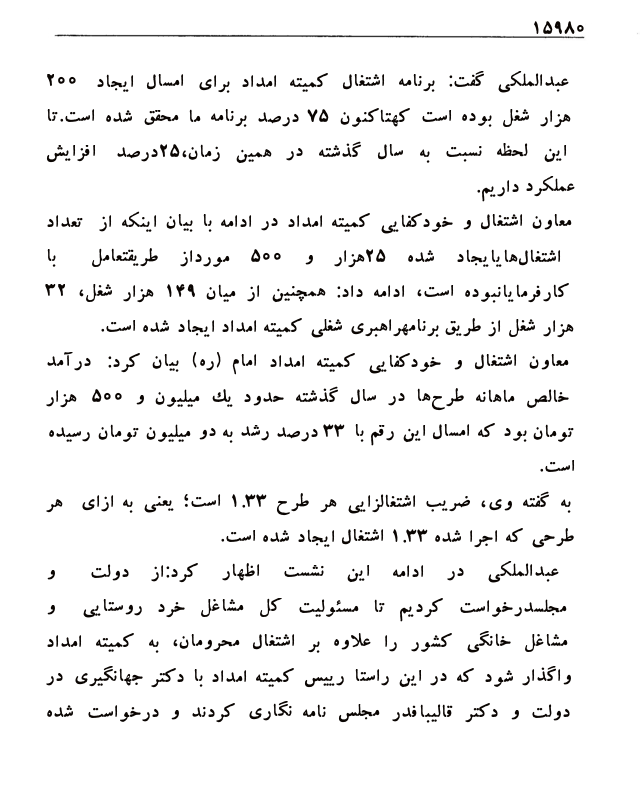 ۱۵۹۸۰
عبدالملکی گفت: برنامه اشتغال کمیته امداد برای امسال ایجاد ۲۰۰
هزار شغل بوده است کهتاکنون ۷۵ درصد برنامه ما محقق شده است.تا
این لحظه نسبت به سال گذشته در همین زمان،۲۵درصد افزایش
عملکرد داریم.
معاون اشتغال و خودکفایی کمیته امداد در ادامه با بیان اینکه از تعداد
اشتغال‌هایایجاد شده ۲۵هزار و ۵۰۰ مورداز طریقتعامل با
کارفرمایانبوده است، ادامه داد: همچنین از میان ۱۴۹ هزار شغل، ۳۲
هزار شغل از طریق برنامهراهبری شغلی کمیته امداد ایجاد شده است.
معاون اشتغال و خودکفایی کمیته امداد امام (ره) بیان کرد: درآمد
خالص ماهانه طرح‌ها در سال گذشته حدود یك میلیون و ۵۰۰ هزار
تومان بود که امسال این رقم با ۳۳ درصد رشد به دو میلیون تومان رسیده
است.
به گفته وی، ضریب اشتغالزایی هر طرح ۱.۳۳ است؛ یعنی به ازای هر
طرحی که اجرا شده ۱.۳۳ اشتغال ایجاد شده است.
عبدالملکی در ادامه این نشست اظهار کرد:از دولت و
مجلسدرخواست کردیم تا مسئولیت کل مشاغل خرد روستایی و
مشاغل خانگی کشور را علاوه بر اشتغال محرومان، به کمیته امداد
واگذار شود که در این راستا رییس کمیته امداد با دکتر جهانگیری در
دولت و دکتر قالیبافدر مجلس نامه نگاری کردند و درخواست شده